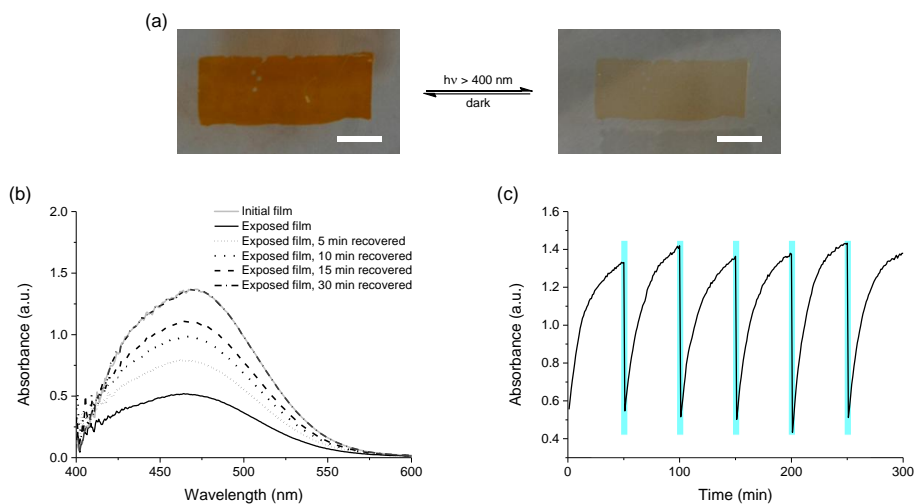 (a)
hν > 400 nm
dark
(b)
2.0
1.5
1.0
0.5
0.0
Absorbance (a.u.)
Initial film
Exposed film
Exposed film, 5 min recovered
Exposed film, 10 min recovered
Exposed film, 15 min recovered
Exposed film, 30 min recovered
400 450 500 550 600
Wavelength (nm)
(c)
1.6
1.4
1.2
1.0
0.8
0.6
0.4
Absorbance (a.u.)
0 100 200 300
Time (min)